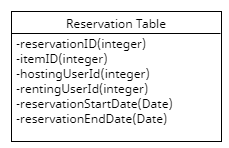 Reservation Table
-reservationID(integer)
-itemID(integer)
-hostingUserId(integer)
-rentingUserId(integer)
-reservationStartDate(Date)
-reservationEndDate(Date)